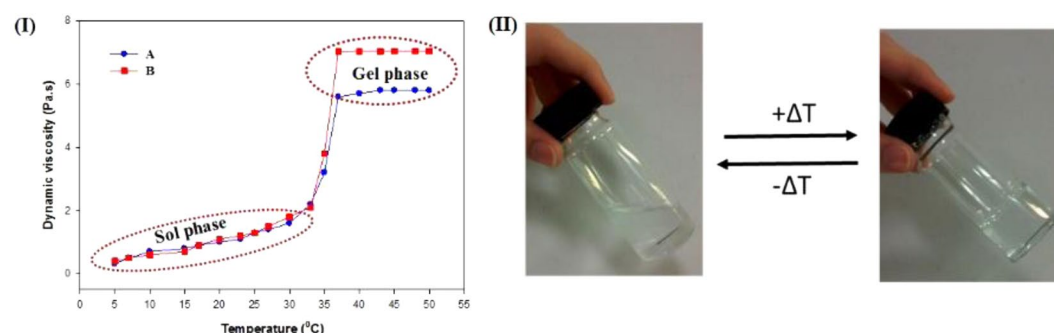 (I)
8
6
4
2
0
Dynamic viscosity (Pa.s)
A
B
Gel phase
Sol phase
0 5 10 15 20 25 30 35 40 45 50 55
Temperature (⁰C)
(II)
+ΔT
-ΔT